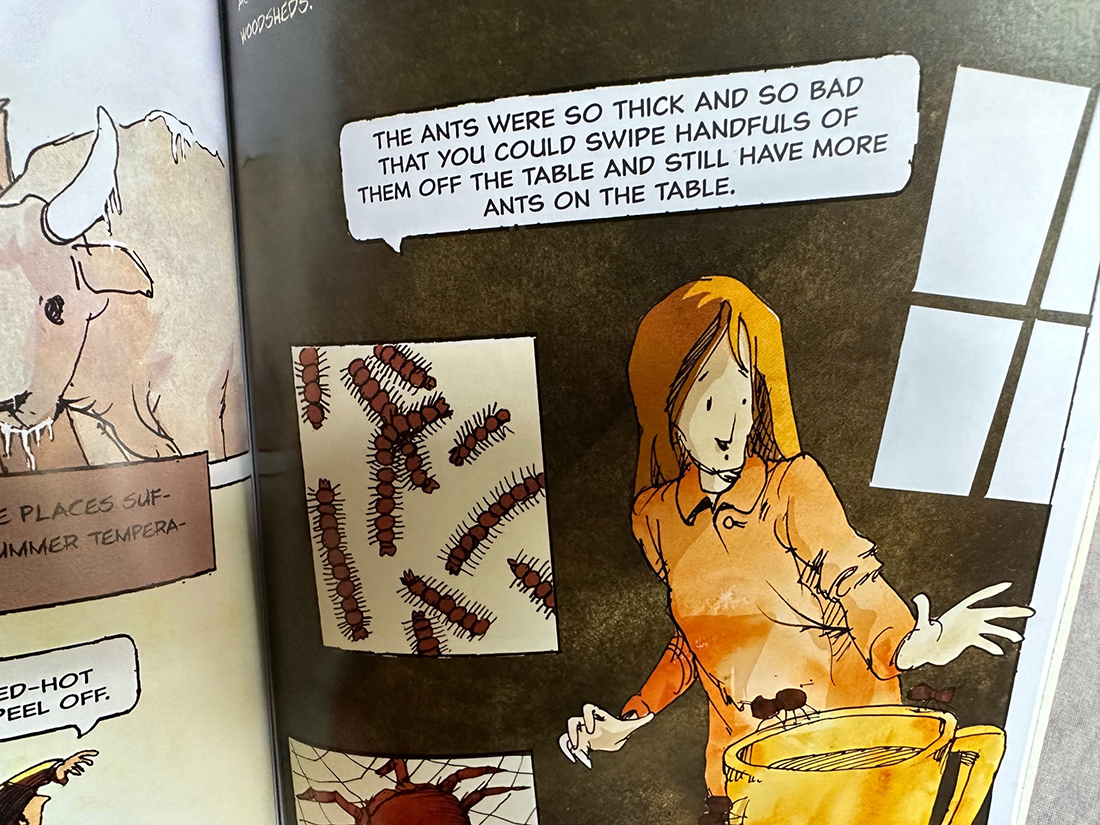 E PLACES SUF-
UMMER TEMPERA-
ED-HOT
PEEL OFF.
WOODSHEDS.
THE ANTS WERE SO THICK AND SO BAD
THAT YOU COULD SWIPE HANDFULS OF
THEM OFF THE TABLE AND STILL HAVE MORE
ANTS ON THE TABLE.